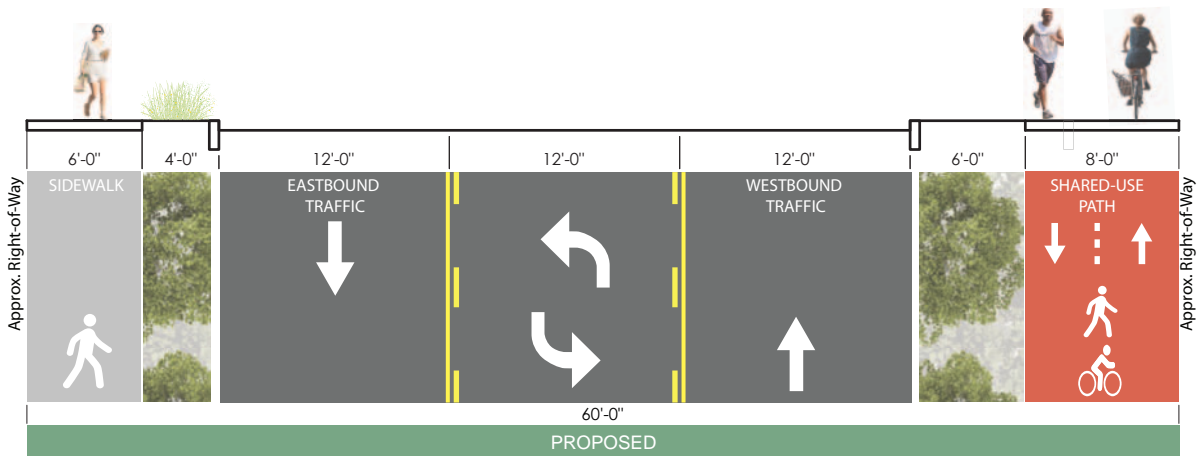 6'-0"
4'-0"
12'-0"
12'-0"
12'-0"
6'-0"
8'-0"
Approx. Right-of-Way
SIDEWALK
EASTBOUND
TRAFFIC
WESTBOUND
TRAFFIC
SHARED-USE
PATH
Approx. Right-of-Way
60'-0"
PROPOSED